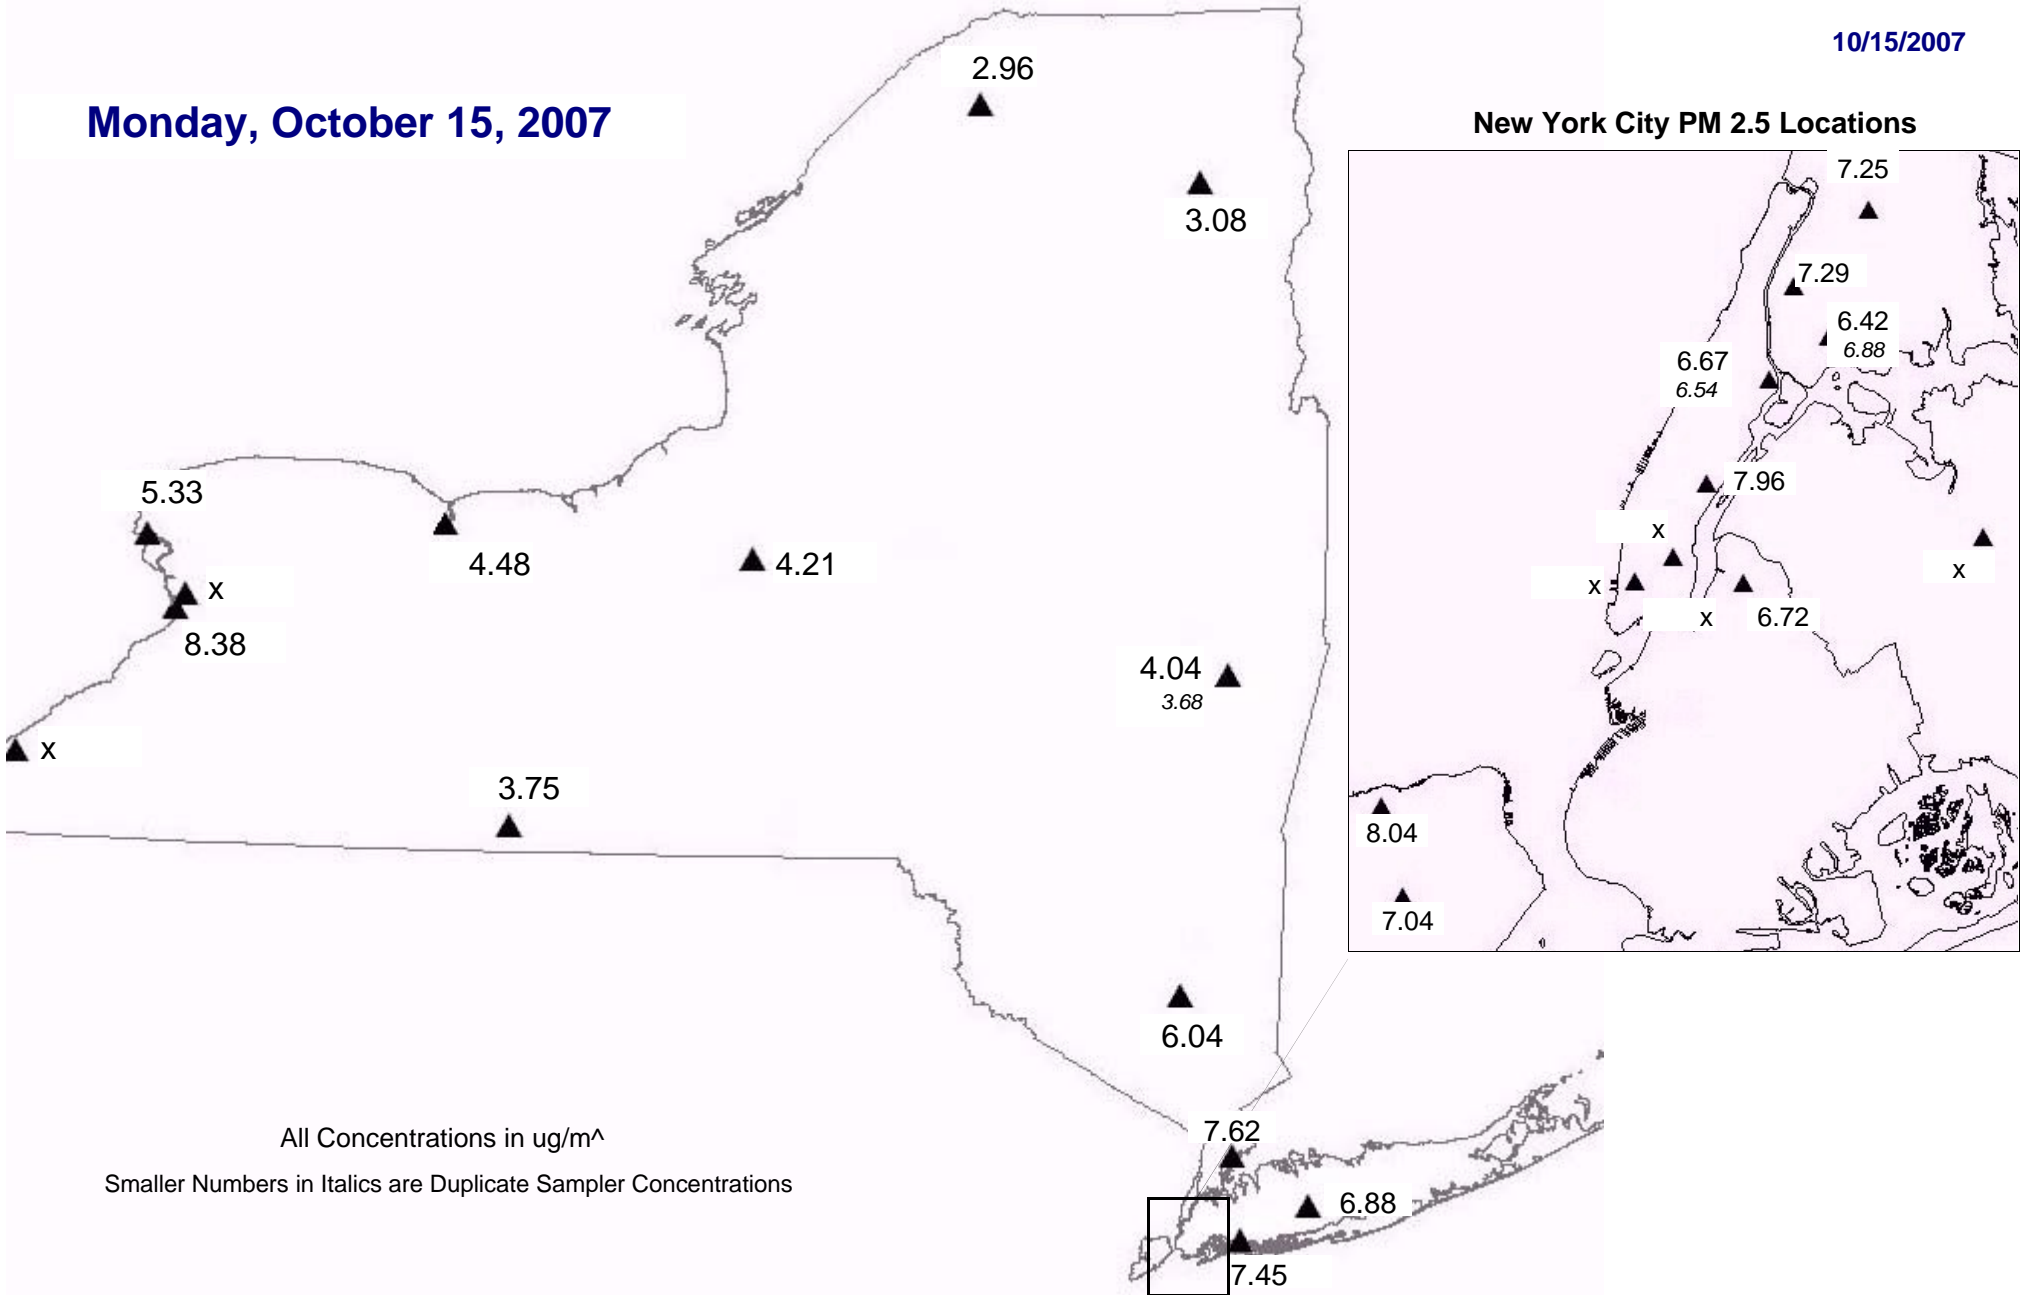 10/15/2007
Monday, October 15, 2007
2.96
3.08
5.33
4.48
4.21
x
8.38
4.04
3.68
x
3.75
6.04
7.62
6.88
7.45
All Concentrations in ug/m^
Smaller Numbers in Italics are Duplicate Sampler Concentrations
New York City PM 2.5 Locations
7.25
7.29
6.42
6.88
6.67
6.54
7.96
x
x
x
6.72
x
8.04
7.04